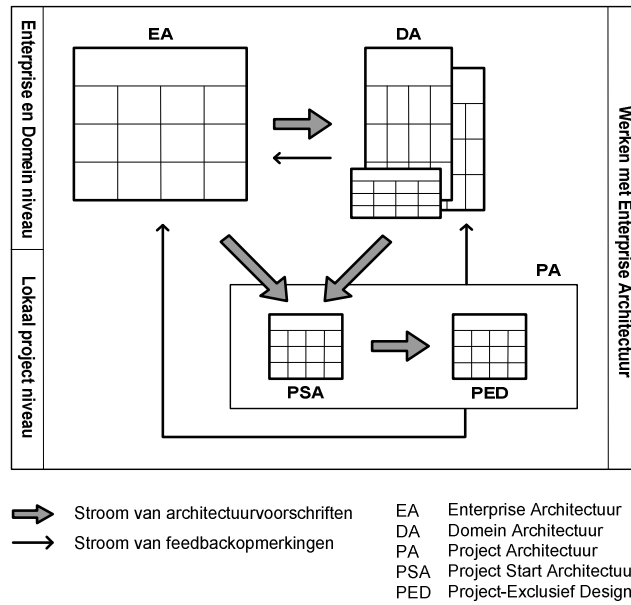 Enterprise en Domein niveau
Lokaal project niveau
EA
DA
PA
PSA
PED
Werken met Enterprise Architectuur
Stroom van architectuurvoorschriften
Stroom van feedbackopmerkingen
EA Enterprise Architectuur
DA Domein Architectuur
PA Project Architectuur
PSA Project Start Architectuu
PED Project-Exclusief Design